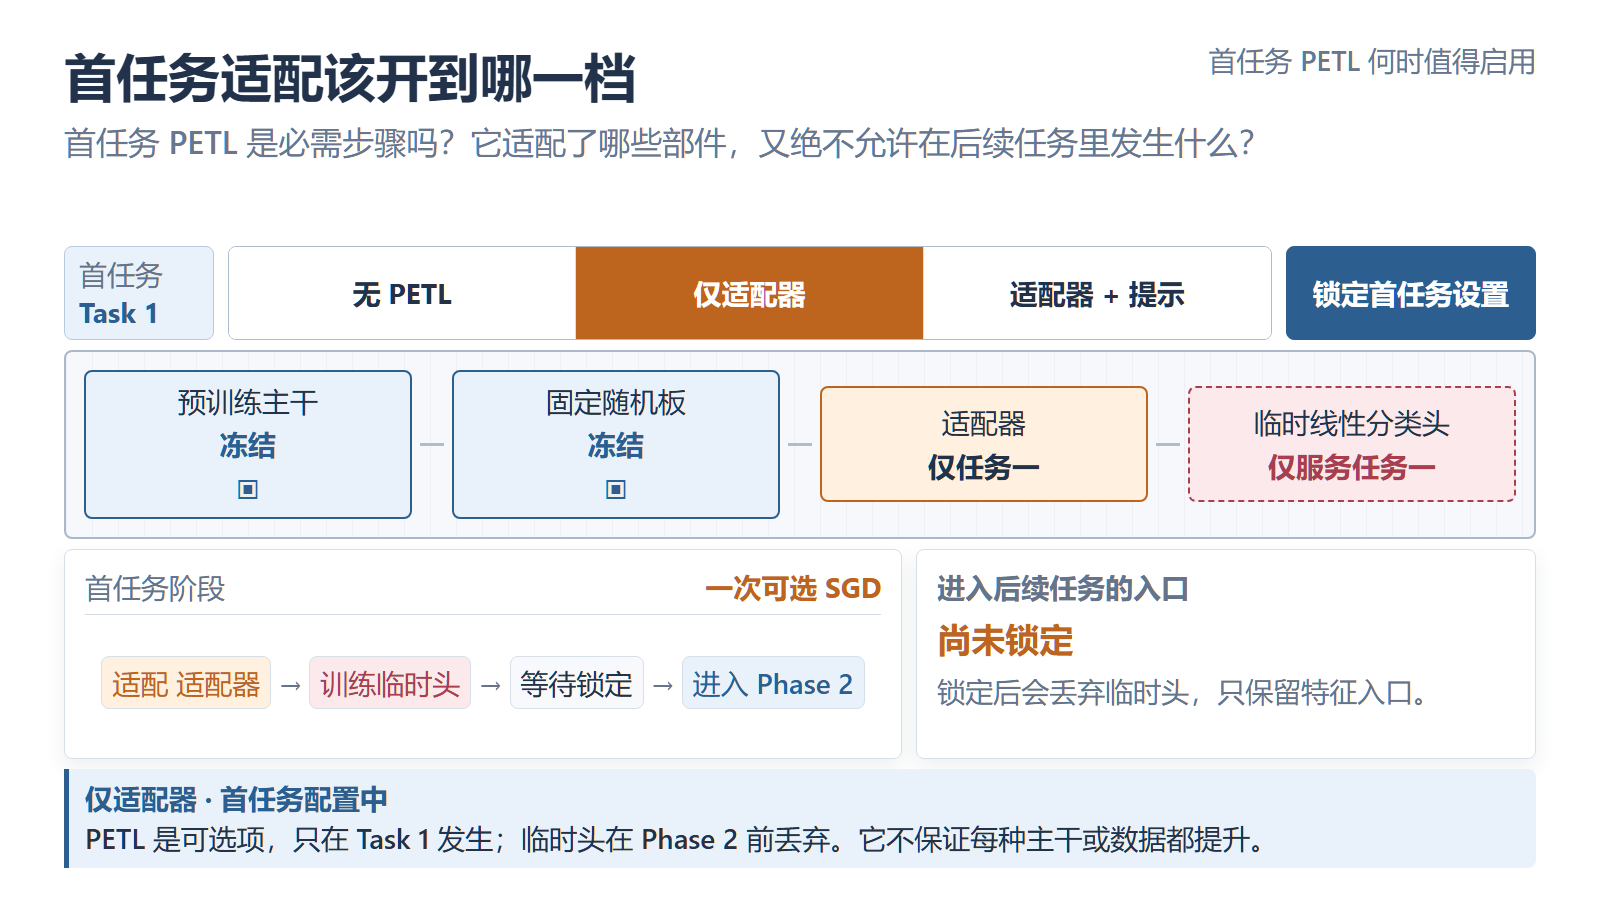 首任务适配该开到哪一档
首任务 PETL 何时值得启用
首任务 PETL 是必需步骤吗？它适配了哪些部件，又绝不允许在后续任务里发生什么？
首任务
Task 1
无 PETL
仅适配器
适配器 + 提示
锁定首任务设置
预训练主干
冻结
▣
固定随机板
冻结
▣
适配器
仅任务一
临时线性分类头
仅服务任务一
首任务阶段
一次可选 SGD
适配 适配器 → 训练临时头 → 等待锁定 → 进入 Phase 2
进入后续任务的入口
尚未锁定
锁定后会丢弃临时头，只保留特征入口。
仅适配器 · 首任务配置中
PETL 是可选项，只在 Task 1 发生；临时头在 Phase 2 前丢弃。它不保证每种主干或数据都提升。